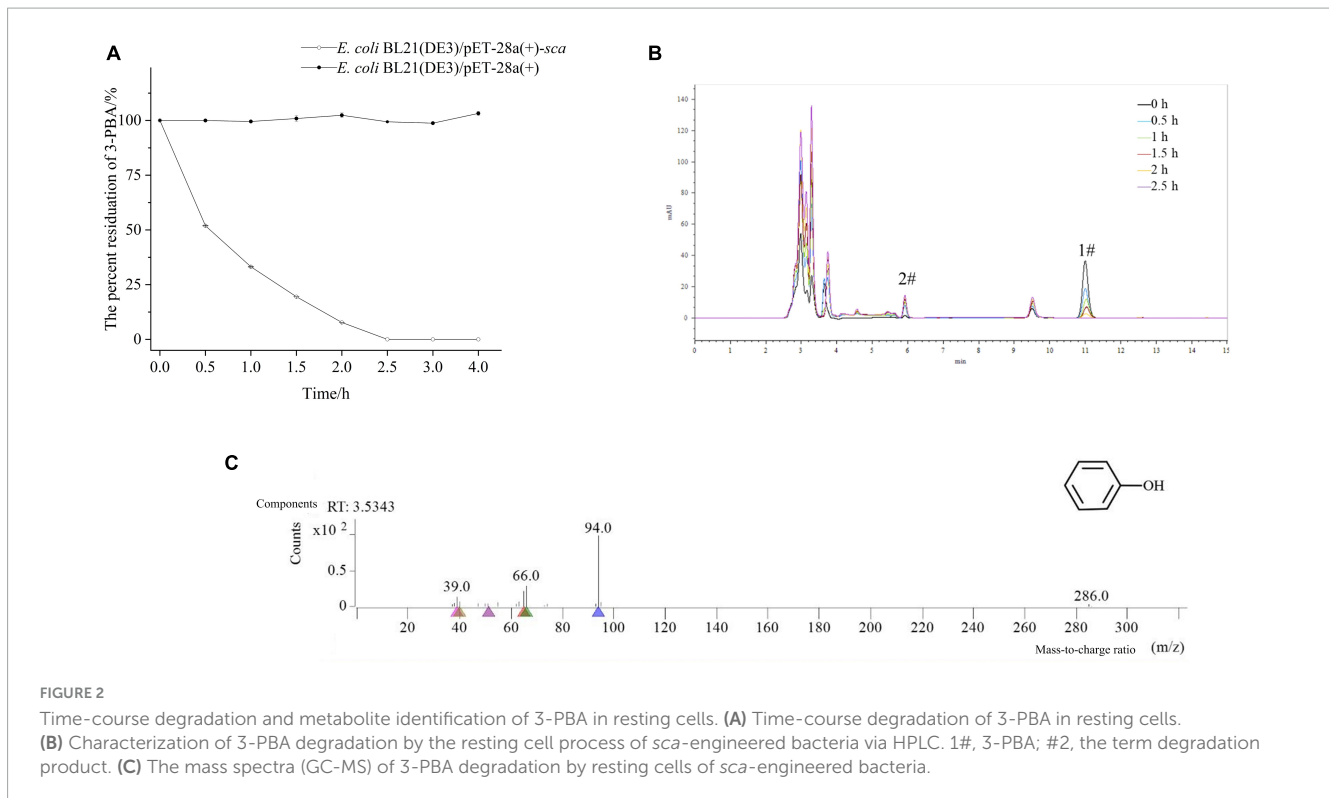 A
E. coli BL21(DE3)/pET-28a(+)-sca
E. coli BL21(DE3)/pET-28a(+)
The percent residuation of 3-PBA/%
100
75
50
25
0
0.0 0.5 1.0 1.5 2.0 2.5 3.0 4.0
Time/h
B
mAU
140
120
100
80
60
40
20
0
0 h
0.5 h
1 h
1.5 h
2 h
2.5 h
2#
1#
0 1 2 3 4 5 6 7 8 9 10 11 12 13 14 15
min
C
Components RT: 3.5343
Counts
x10 2
0.5
0
39.0
66.0
94.0
286.0
OH
20 40 60 80 100 120 140 160 180 200 220 240 260 280 300
Mass-to-charge ratio (m/z)
FIGURE 2
Time-course degradation and metabolite identification of 3-PBA in resting cells. (A) Time-course degradation of 3-PBA in resting cells.
(B) Characterization of 3-PBA degradation by the resting cell process of sca-engineered bacteria via HPLC. 1#, 3-PBA; #2, the term degradation
product. (C) The mass spectra (GC-MS) of 3-PBA degradation by resting cells of sca-engineered bacteria.